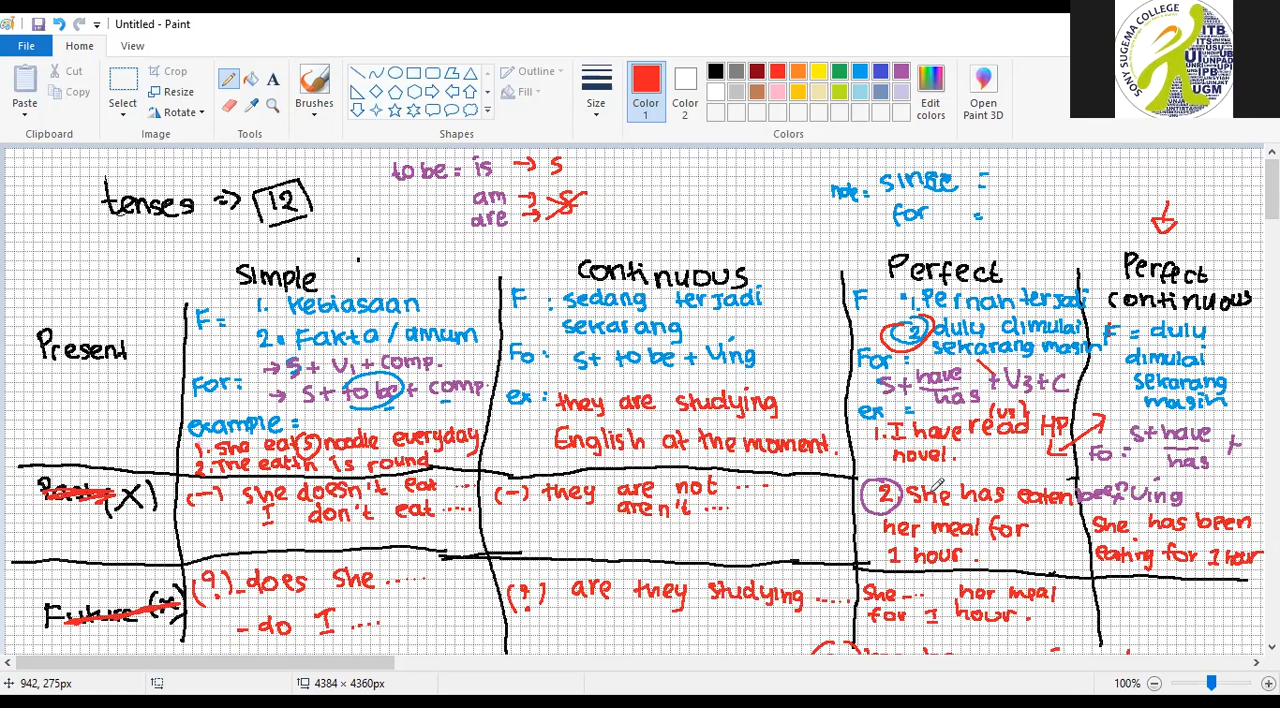 Untitled - Paint
File
Home
View
Paste
Cut
Copy
Clipboard
Select
Crop
Resize
Rotate
Image
Tools
Brushes
Shapes
Outline
Fill
Size
Color
1
Color
2
Colors
Edit
colors
Open
Paint 3D
SONY SUGEMA COLLEGE
ITB
UI
UNPAD
IPB
UGM
tenses => 12
to be = is → s
am → s
are →
note: since =
for =
Simple
Continuous
Perfect
Perfect
continuous
Present
F = 1. Kebiasaan
2. Fakta / umum
For = → S + V1 + comp.
→ S + to be + comp.
example =
1. She eat(s) noodle everyday
2. The eath is round
F : sedang terjadi
sekarang
Fo : S + to be + Ving
ex : they are studying
English at the moment.
F : 1. Pernah terjadi
2 dulu dimulai
sekarang masih
For : S + have + V3 + C
has
ex =
1. I have read (V3) HP
novel.
F = dulu
dimulai
sekarang
masih
Fo : S + have +
has
been + Ving
She has been
eating for 1 hour
(X)
(-) she doesn't eat ....
I don't eat .....
(-) they are not ....
aren't ....
2 She has eaten
her meal for
1 hour.
Future (x)
(?) - does she .....
- do I ....
(?) are they studying .....
She ... her meal
for 1 hour.
942, 275px
4384 × 4360px
100%